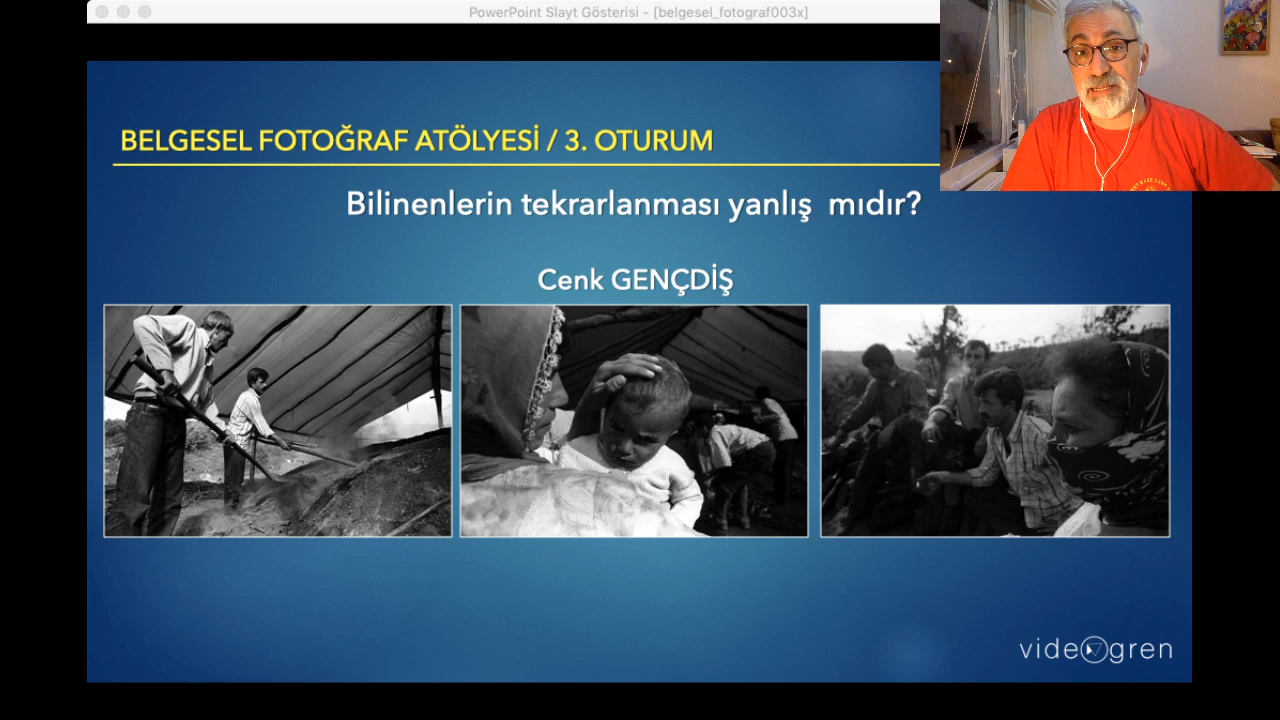 PowerPoint Slayt Gösterisi - [belgesel_fotograf003x]
BELGESEL FOTOĞRAF ATÖLYESİ / 3. OTURUM
Bilinenlerin tekrarlanması yanlış mıdır?
Cenk GENÇDİŞ
videogren